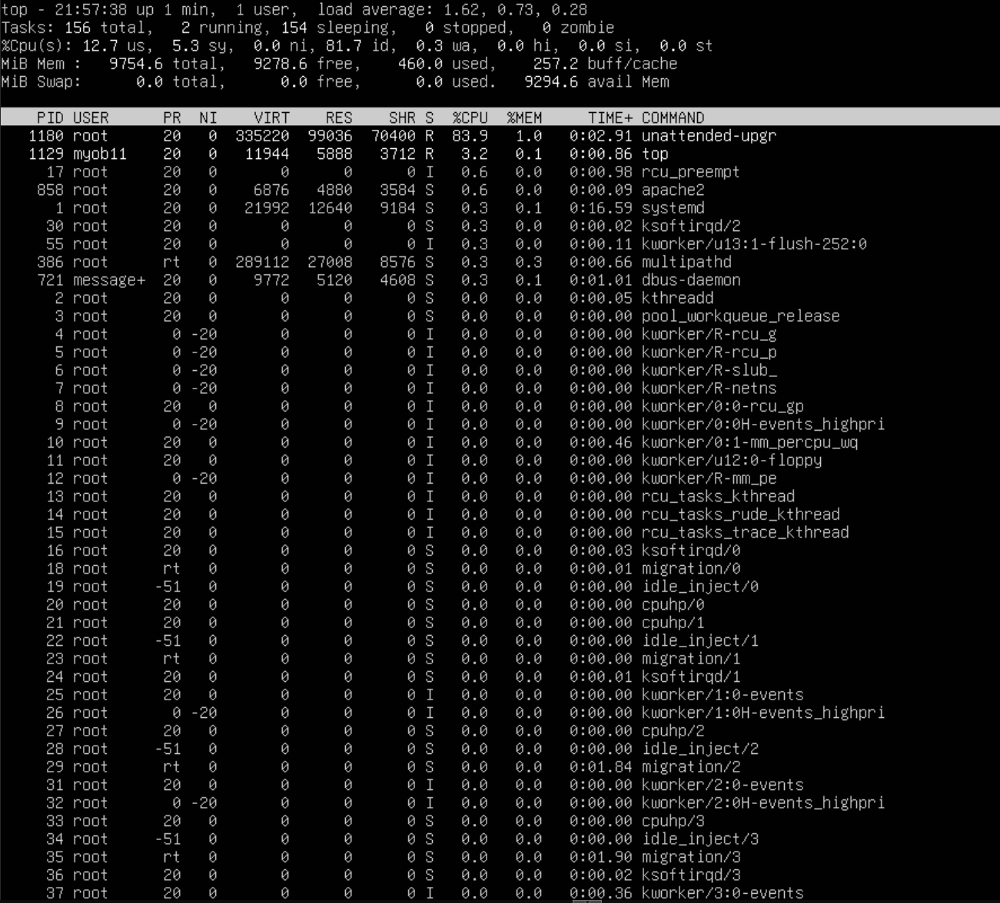 top - 21:57:38 up 1 min,  1 user,  load average: 1.62, 0.73, 0.28
Tasks: 156 total,   2 running, 154 sleeping,   0 stopped,   0 zombie
%Cpu(s): 12.7 us,  5.3 sy,  0.0 ni, 81.7 id,  0.3 wa,  0.0 hi,  0.0 si,  0.0 st
MiB Mem :   9754.6 total,   9278.6 free,    460.0 used,    257.2 buff/cache
MiB Swap:      0.0 total,      0.0 free,      0.0 used.   9294.6 avail Mem
PID USER      PR  NI    VIRT    RES    SHR S  %CPU  %MEM     TIME+ COMMAND
1180 root      20   0  335220  99036  70400 R  83.9   1.0   0:02.91 unattended-upgr
1129 myob11    20   0   11944   5888   3712 R   3.2   0.1   0:00.86 top
17 root      20   0       0      0      0 I   0.6   0.0   0:00.98 rcu_preempt
858 root      20   0    6876   4880   3584 S   0.6   0.0   0:00.09 apache2
1 root      20   0   21992  12640   9184 S   0.3   0.1   0:16.59 systemd
30 root      20   0       0      0      0 S   0.3   0.0   0:00.02 ksoftirqd/2
55 root      20   0       0      0      0 I   0.3   0.0   0:00.11 kworker/u13:1-flush-252:0
386 root      rt   0  289112  27008   8576 S   0.3   0.3   0:00.66 multipathd
721 message+  20   0    9772   5120   4608 S   0.3   0.1   0:01.01 dbus-daemon
2 root      20   0       0      0      0 S   0.0   0.0   0:00.05 kthreadd
3 root      20   0       0      0      0 S   0.0   0.0   0:00.00 pool_workqueue_release
4 root       0 -20       0      0      0 I   0.0   0.0   0:00.00 kworker/R-rcu_g
5 root       0 -20       0      0      0 I   0.0   0.0   0:00.00 kworker/R-rcu_p
6 root       0 -20       0      0      0 I   0.0   0.0   0:00.00 kworker/R-slub_
7 root       0 -20       0      0      0 I   0.0   0.0   0:00.00 kworker/R-netns
8 root      20   0       0      0      0 I   0.0   0.0   0:00.00 kworker/0:0-rcu_gp
9 root       0 -20       0      0      0 I   0.0   0.0   0:00.00 kworker/0:0H-events_highpri
10 root      20   0       0      0      0 I   0.0   0.0   0:00.46 kworker/0:1-mm_percpu_wq
11 root      20   0       0      0      0 I   0.0   0.0   0:00.00 kworker/u12:0-floppy
12 root       0 -20       0      0      0 I   0.0   0.0   0:00.00 kworker/R-mm_pe
13 root      20   0       0      0      0 I   0.0   0.0   0:00.00 rcu_tasks_kthread
14 root      20   0       0      0      0 I   0.0   0.0   0:00.00 rcu_tasks_rude_kthread
15 root      20   0       0      0      0 I   0.0   0.0   0:00.00 rcu_tasks_trace_kthread
16 root      20   0       0      0      0 S   0.0   0.0   0:00.03 ksoftirqd/0
18 root      rt   0       0      0      0 S   0.0   0.0   0:00.01 migration/0
19 root     -51   0       0      0      0 S   0.0   0.0   0:00.00 idle_inject/0
20 root      20   0       0      0      0 S   0.0   0.0   0:00.00 cpuhp/0
21 root      20   0       0      0      0 S   0.0   0.0   0:00.00 cpuhp/1
22 root     -51   0       0      0      0 S   0.0   0.0   0:00.00 idle_inject/1
23 root      rt   0       0      0      0 S   0.0   0.0   0:00.00 migration/1
24 root      20   0       0      0      0 S   0.0   0.0   0:00.01 ksoftirqd/1
25 root      20   0       0      0      0 I   0.0   0.0   0:00.00 kworker/1:0-events
26 root       0 -20       0      0      0 I   0.0   0.0   0:00.00 kworker/1:0H-events_highpri
27 root      20   0       0      0      0 S   0.0   0.0   0:00.00 cpuhp/2
28 root     -51   0       0      0      0 S   0.0   0.0   0:00.00 idle_inject/2
29 root      rt   0       0      0      0 S   0.0   0.0   0:01.84 migration/2
31 root      20   0       0      0      0 I   0.0   0.0   0:00.00 kworker/2:0-events
32 root       0 -20       0      0      0 I   0.0   0.0   0:00.00 kworker/2:0H-events_highpri
33 root      20   0       0      0      0 S   0.0   0.0   0:00.00 cpuhp/3
34 root     -51   0       0      0      0 S   0.0   0.0   0:00.00 idle_inject/3
35 root      rt   0       0      0      0 S   0.0   0.0   0:01.90 migration/3
36 root      20   0       0      0      0 S   0.0   0.0   0:00.02 ksoftirqd/3
37 root      20   0       0      0      0 I   0.0   0.0   0:00.36 kworker/3:0-events